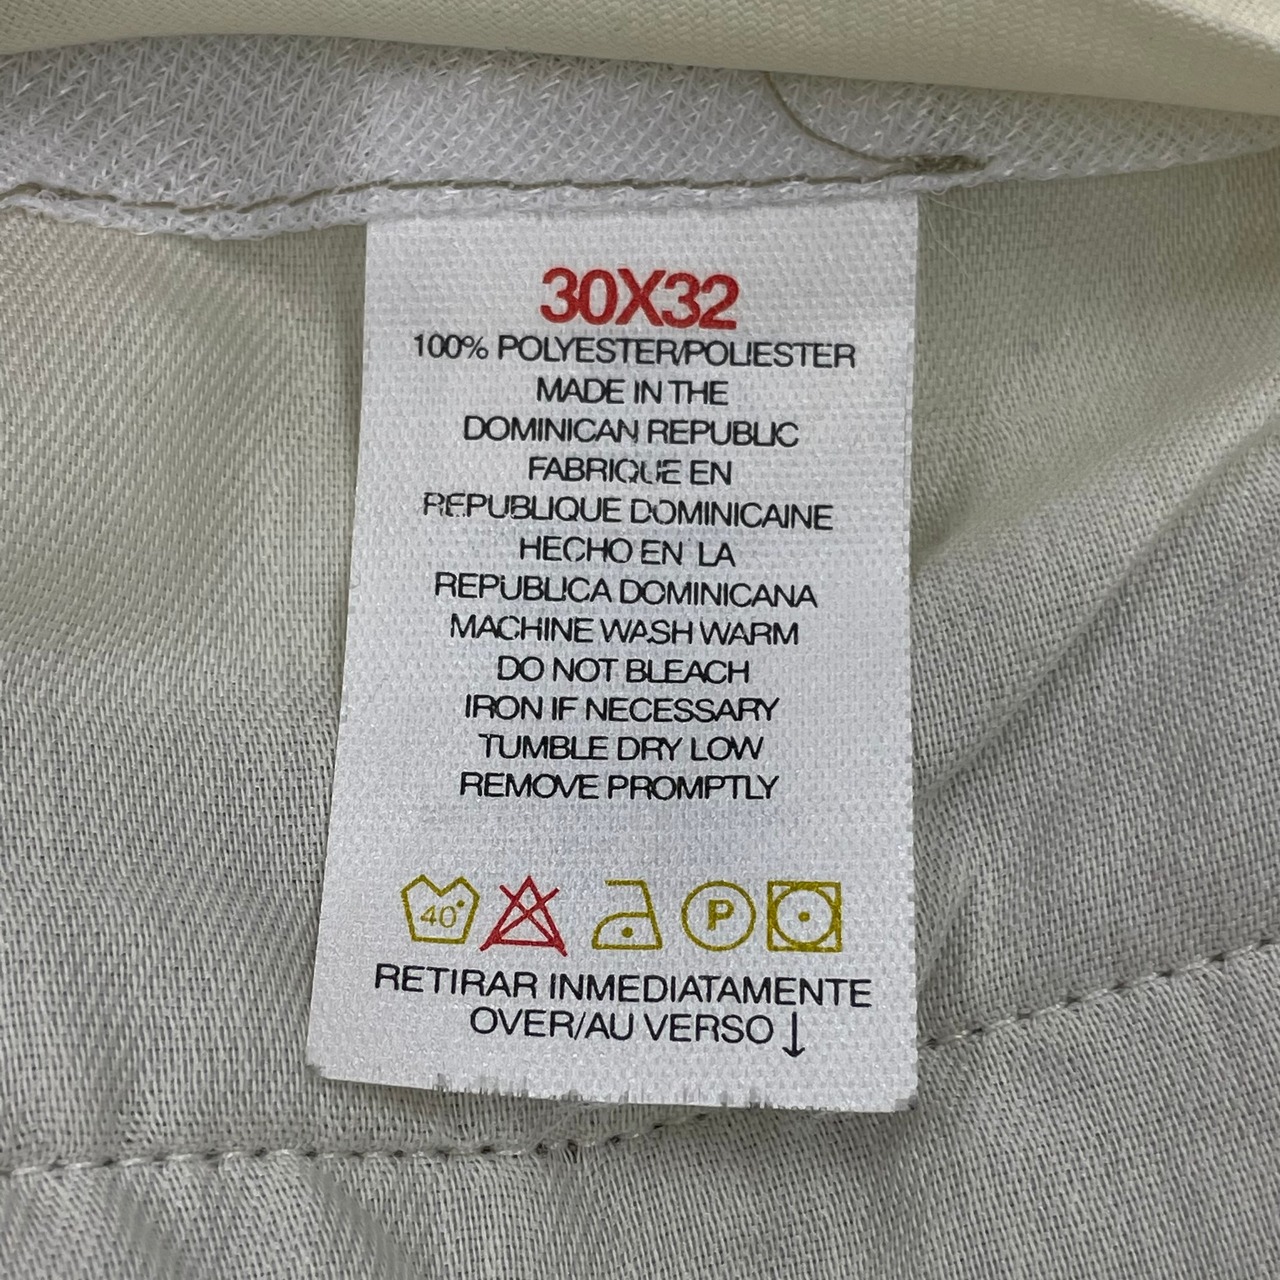 30X32
100% POLYESTER/POLIESTER
MADE IN THE
DOMINICAN REPUBLIC
FABRIQUE EN
REPUBLIQUE DOMINICAINE
HECHO EN LA
REPUBLICA DOMINICANA
MACHINE WASH WARM
DO NOT BLEACH
IRON IF NECESSARY
TUMBLE DRY LOW
REMOVE PROMPTLY
40° P
RETIRAR INMEDIATAMENTE
OVER/AU VERSO ↓